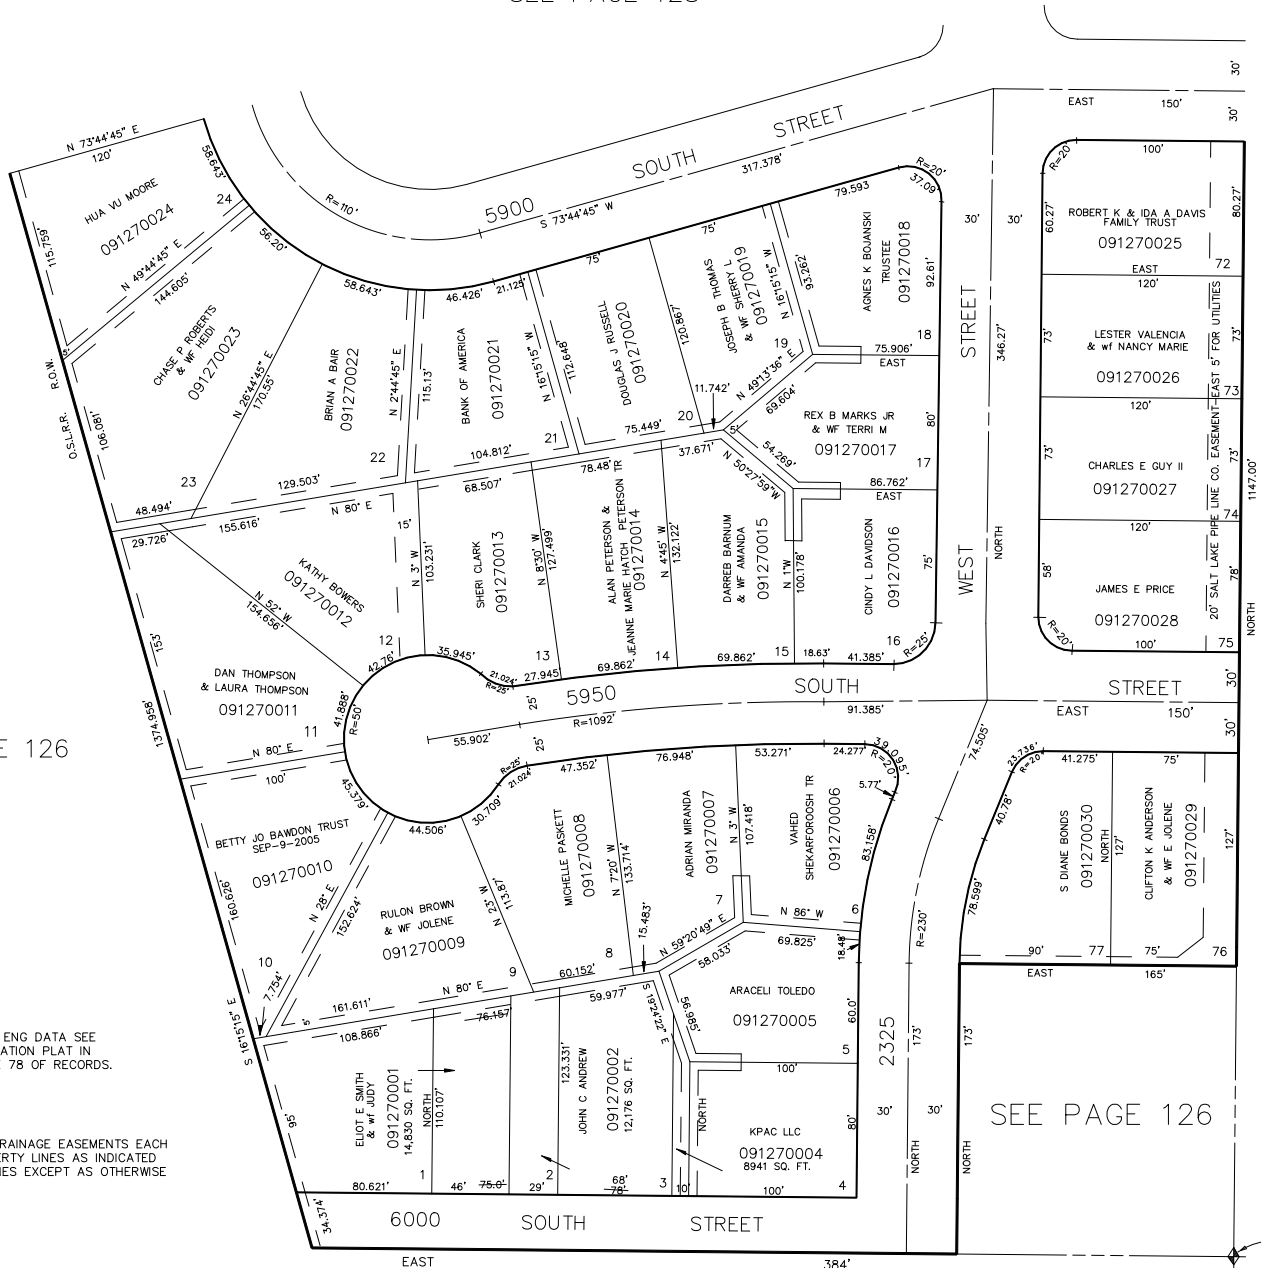 N 73°44'45" E
120'
58.643'
HUA VU MOORE
091270024
24
115.759'
N 49°44'45" E
144.605'
56.20'
R=110'
5900
SOUTH
STREET
S 73°44'45" W
317.378'
79.593
R=20'
37.09
EAST
150'
30'
30'
R=20'
100'
ROBERT K & IDA A DAVIS
FAMILY TRUST
091270025
60.27'
80.27'
72
EAST
120'
LESTER VALENCIA
& wf NANCY MARIE
091270026
73'
73'
73
120'
CHARLES E GUY II
091270027
73'
73'
74
120'
JAMES E PRICE
091270028
58'
78'
75
R=20'
100'
20' SALT LAKE PIPE LINE CO. EASEMENT-EAST 5' FOR UTILITIES
1147.00'
NORTH
30'
30'
WEST
STREET
346.27'
NORTH
R.O.W.
O.S.L.R.R.
5'
106.081'
CHASE P ROBERTS
& WF HEIDI
091270023
23
48.494'
N 26°44'45" E
170.55'
58.643'
BRIAN A BAIR
091270022
22
129.503'
N 2°44'45" E
115.13'
46.426'
21.125'
BANK OF AMERICA
091270021
21
104.812'
N 16°15'15" W
112.648'
75'
DOUGLAS J RUSSELL
091270020
20
75.449'
120.867'
75'
JOSEPH B THOMAS
& WF SHERRY L
091270019
19
N 16°15'15" W
93.262'
N 49°13'36" E
69.604'
11.742'
5'
AGNES K BOJANSKI
TRUSTEE
091270018
92.61'
18
75.906'
EAST
REX B MARKS JR
& WF TERRI M
091270017
80'
17
54.269'
N 50°27'59"W
86.762'
EAST
CINDY L DAVIDSON
091270016
75'
16
R=25'
41.385'
18.63'
DARREB BARNUM
& WF AMANDA
091270015
N 1°W
100.178'
15
69.862'
37.671'
ALAN PETERSON &
JEANNE MARIE HATCH PETERSON TR
091270014
N 4°45' W
132.122'
14
69.862'
78.48'
SHERI CLARK
091270013
N 8°30' W
127.499'
13
27.945
68.507'
21.024'
R=25'
35.945'
N 3° W
103.231'
15'
N 80° E
155.616'
29.726'
KATHY BOWERS
091270012
12
42.76'
N 52° W
154.656'
153'
DAN THOMPSON
& LAURA THOMPSON
091270011
11
41.888'
R=50'
N 80° E
100'
1374.958'
5950
SOUTH
STREET
25'
25'
R=1092'
55.902'
91.385'
EAST
150'
30'
30'
E 126
45.379'
BETTY JO BAWDON TRUST
SEP-9-2005
091270010
10
160.626'
N 28° E
152.624'
7.754'
44.506'
30.709'
RULON BROWN
& WF JOLENE
091270009
9
N 23° W
113.87'
N 80° E
161.611'
5'
R=25'
21.024'
47.352'
MICHELLE PASKETT
091270008
8
60.152'
N 7°20' W
133.714'
15.483'
76.948'
ADRIAN MIRANDA
091270007
7
N 3° W
107.418'
N 59°20'49" E
58.033'
53.271'
24.277'
39.095'
R=20'
5.77'
VAHED
SHEKARFOROOSH TR
091270006
6
83.158'
N 86° W
69.825'
18.48'
ARACELI TOLEDO
091270005
5
60.0'
56.985'
S 19°24'22" E
100'
NORTH
KPAC LLC
091270004
8941 SQ. FT.
4
80'
100'
10'
3
59.977'
76.157'
108.866'
JOHN C ANDREW
091270002
12,176 SQ. FT.
123.331'
2
68'
78'
29'
75.0'
46'
ELIOT E SMITH
& wf JUDY
091270001
14,830 SQ. FT.
NORTH
110.107'
1
80.621'
95'
S 16°15'15" E
34.374'
6000
SOUTH
STREET
EAST
384'
74.505'
23.736'
R=20'
41.275'
75'
40.78'
78.599'
S DIANE BONDS
091270030
NORTH
127'
CLIFTON K ANDERSON
& WF E JOLENE
091270029
127'
90'
77
75'
76
EAST
165'
R=230'
2325
173'
173'
30'
30'
NORTH
NORTH
SEE PAGE 126
ENG DATA SEE
ATION PLAT IN
78 OF RECORDS.
RAINAGE EASEMENTS EACH
ERTY LINES AS INDICATED
NES EXCEPT AS OTHERWISE